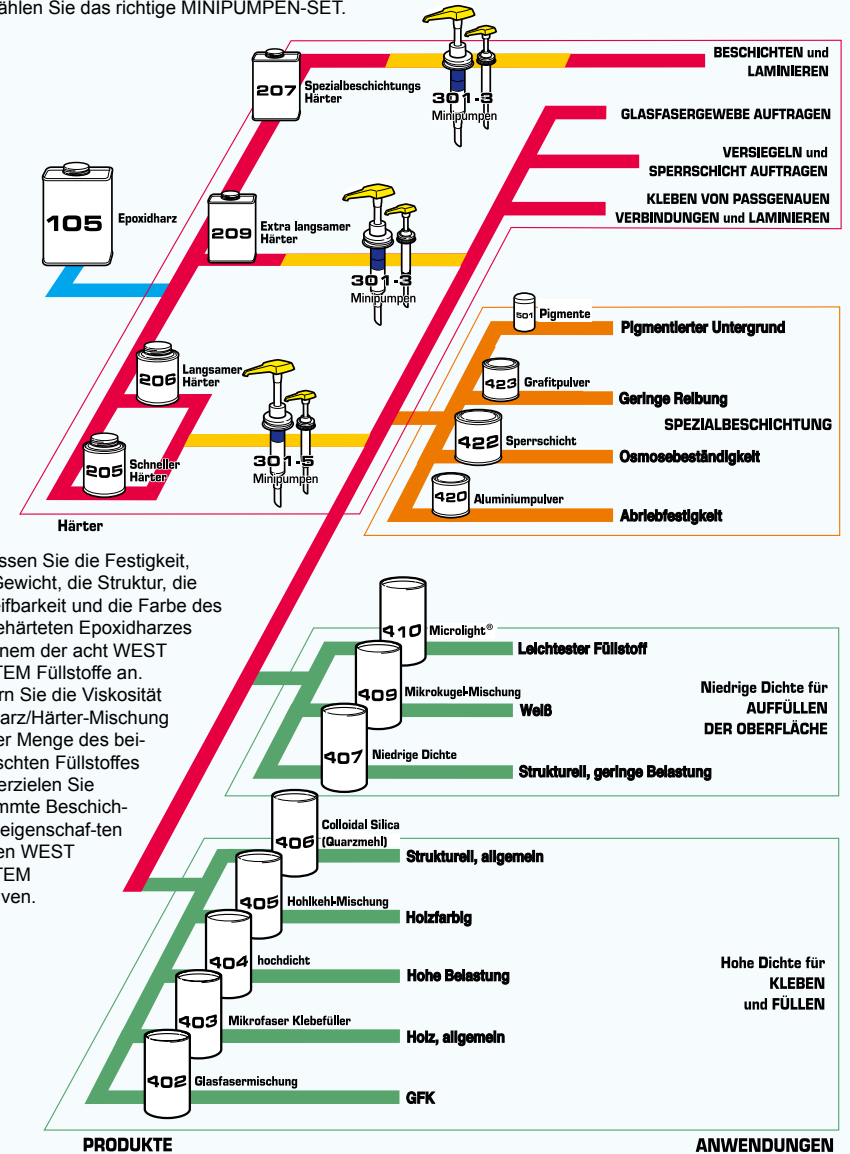 ählen Sie das richtige MINIPUMPEN-SET.
207
Spezialbeschichtungs
Härter
301-3
Minipumpen
BESCHICHTEN und
LAMINIEREN
GLASFASERGEWEBE AUFTRAGEN
VERSIEGELN und
SPERRSCHICHT AUFTRAGEN
KLEBEN VON PASSGENAUEN
VERBINDUNGEN und LAMINIEREN
105
Epoxidharz
209
Extra langsamer
Härter
301-3
Minipumpen
206
Langsamer
Härter
205
Schneller
Härter
301-5
Minipumpen
Härter
501
Pigmente
Pigmentierter Untergrund
423
Grafitpulver
Geringe Reibung
SPEZIALBESCHICHTUNG
422
Sperrschicht
Osmosebeständigkeit
420
Aluminiumpulver
Abriebfestigkeit
ssen Sie die Festigkeit,
Gewicht, die Struktur, die
eifbarkeit und die Farbe des
ehärteten Epoxidharzes
inem der acht WEST
TEM Füllstoffe an.
rn Sie die Viskosität
arz/Härter-Mischung
er Menge des bei-
schten Füllstoffes
erzielen Sie
mmte Beschich-
eigenschaf-ten
en WEST
TEM
iven.
410
Microlight®
Leichtester Füllstoff
409
Mikrokugel-Mischung
Weiß
407
Niedrige Dichte
Strukturell, geringe Belastung
Niedrige Dichte für
AUFFÜLLEN
DER OBERFLÄCHE
406
Colloidal Silica
(Quarzmehl)
Strukturell, allgemein
405
Hohlkehl-Mischung
Holzfarbig
404
hochdicht
Hohe Belastung
403
Mikrofaser Klebefüller
Holz, allgemein
402
Glasfasermischung
GFK
Hohe Dichte für
KLEBEN
und FÜLLEN
PRODUKTE
ANWENDUNGEN